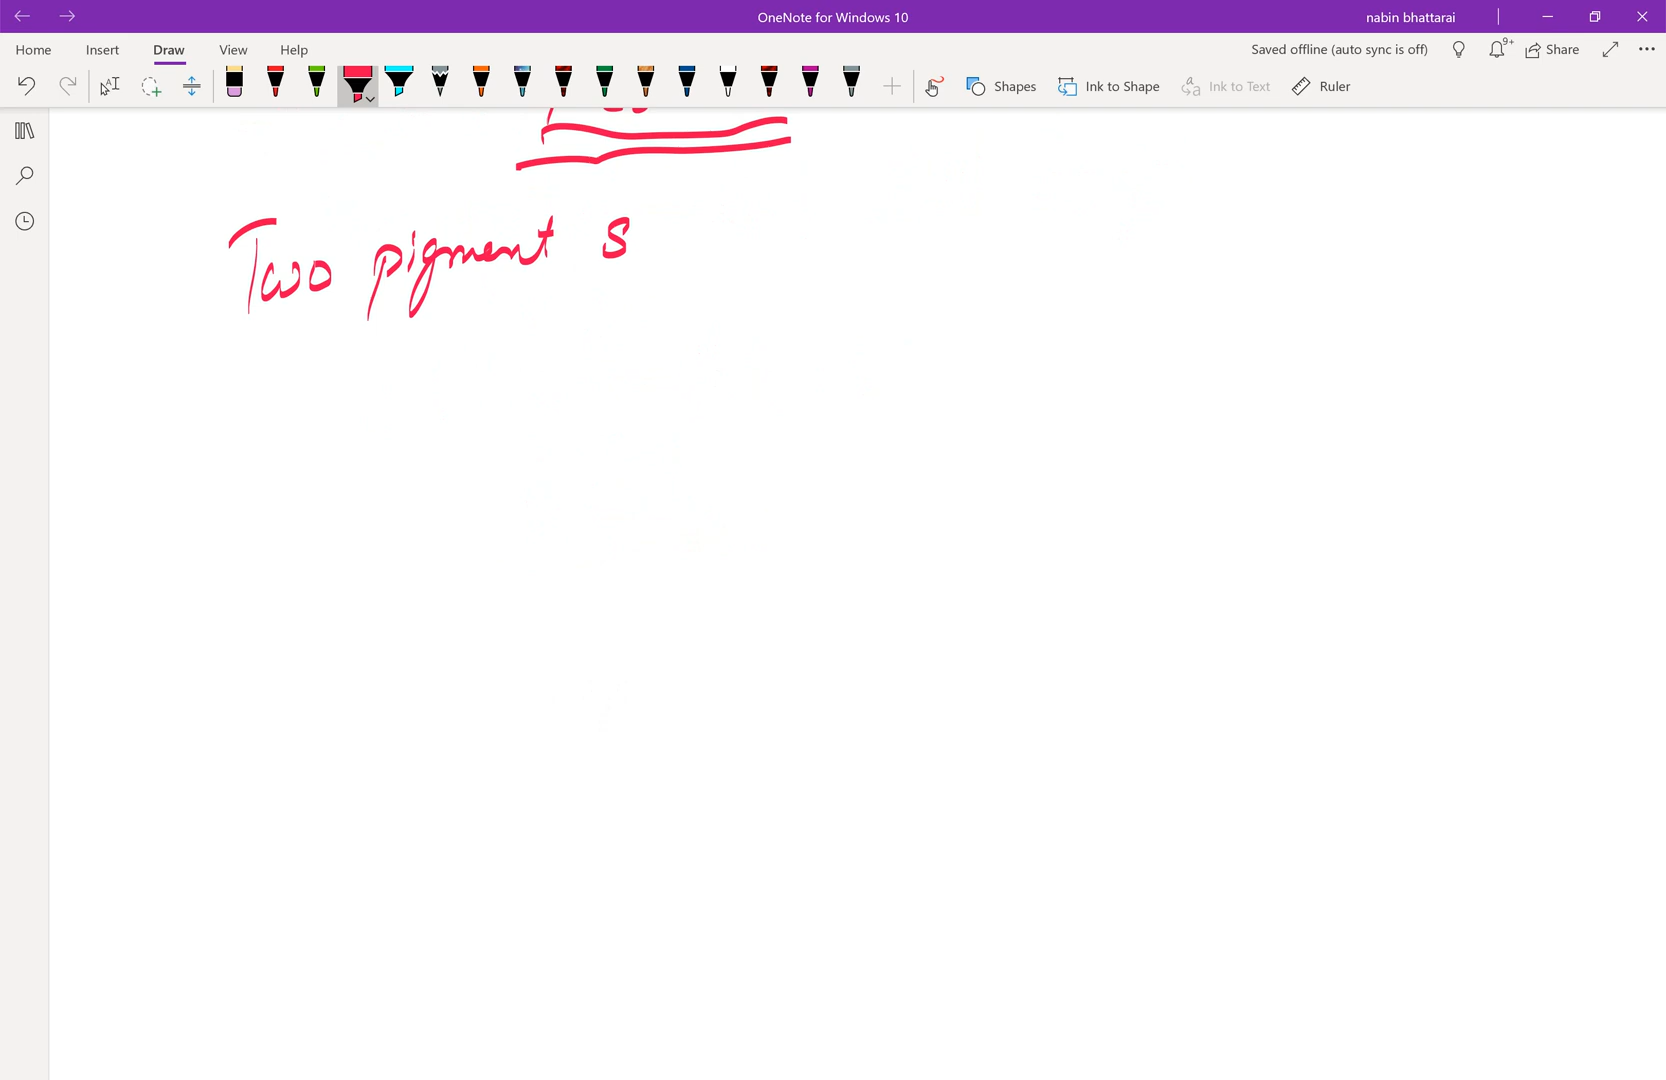 OneNote for Windows 10
nabin bhattarai
Home Insert Draw View Help
Saved offline (auto sync is off)
9+
Share
Shapes
Ink to Shape
Ink to Text
Ruler
Two pigment s